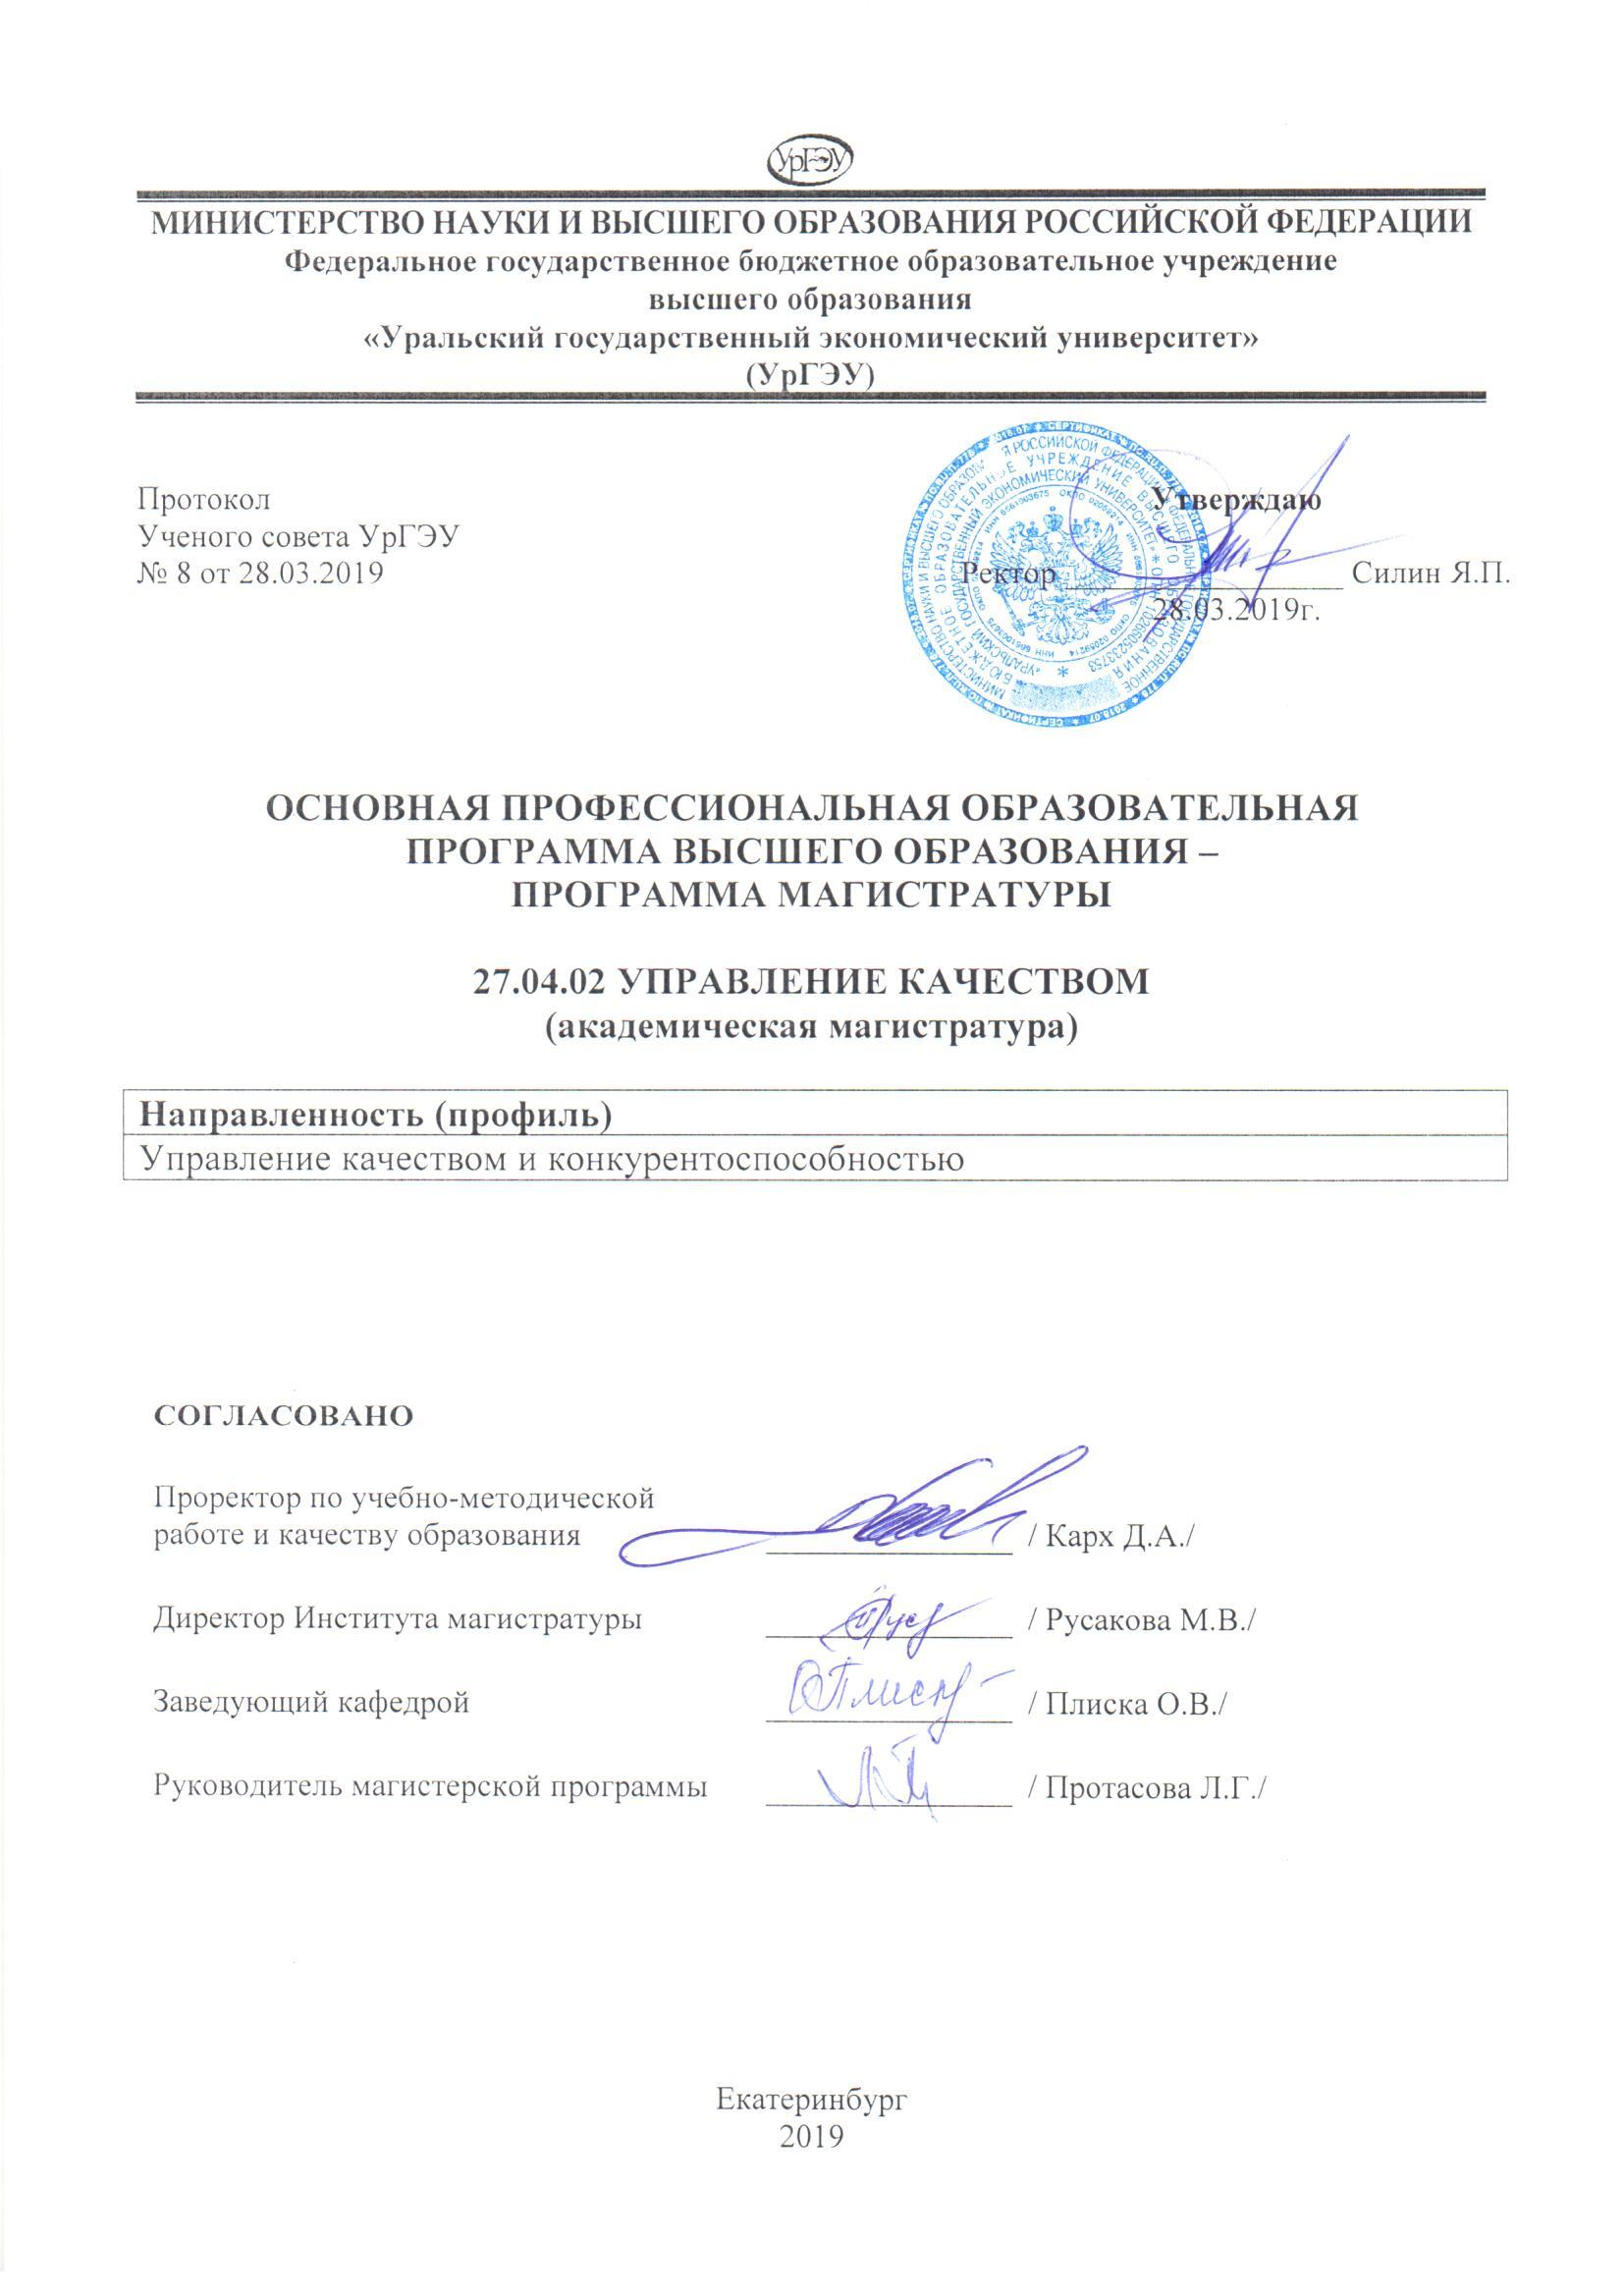 УрГЭУ
МИНИСТЕРСТВО НАУКИ И ВЫСШЕГО ОБРАЗОВАНИЯ РОССИЙСКОЙ ФЕДЕРАЦИИ
Федеральное государственное бюджетное образовательное учреждение
высшего образования
«Уральский государственный экономический университет»
(УрГЭУ)
Протокол
Ученого совета УрГЭУ
№ 8 от 28.03.2019
Утверждаю
Ректор Силин Я.П.
28.03.2019г.
ОСНОВНАЯ ПРОФЕССИОНАЛЬНАЯ ОБРАЗОВАТЕЛЬНАЯ
ПРОГРАММА ВЫСШЕГО ОБРАЗОВАНИЯ –
ПРОГРАММА МАГИСТРАТУРЫ
27.04.02 УПРАВЛЕНИЕ КАЧЕСТВОМ
(академическая магистратура)
Направленность (профиль)
Управление качеством и конкурентоспособностью
СОГЛАСОВАНО
Проректор по учебно-методической
работе и качеству образования / Карх Д.А./
Директор Института магистратуры / Русакова М.В./
Заведующий кафедрой / Плиска О.В./
Руководитель магистерской программы / Протасова Л.Г./
Екатеринбург
2019